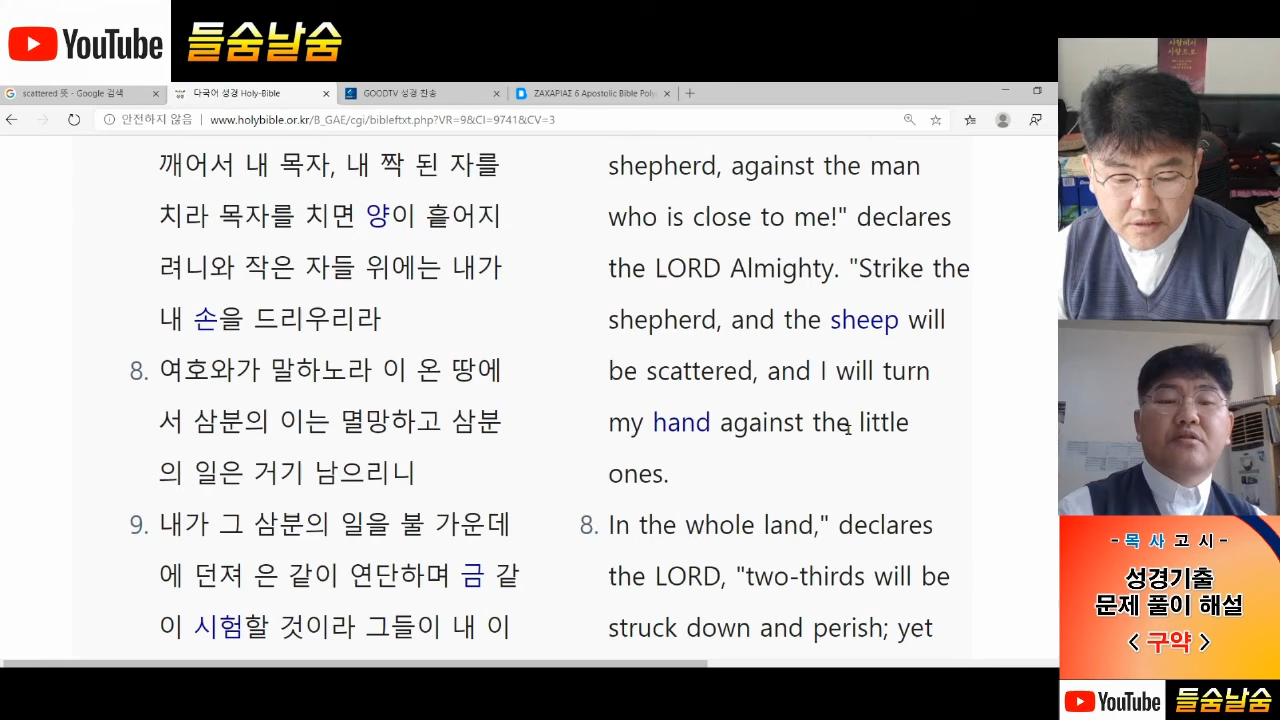 YouTube 들숨날숨
scattered 뜻 - Google 검색
다국어 성경 Holy-Bible
GOODTV 성경 찬송
ΖΑΧΑΡΙΑΣ 6 Apostolic Bible Poly
안전하지 않음 | www.holybible.or.kr/B_GAE/cgi/bibleftxt.php?VR=9&CI=9741&CV=3
깨어서 내 목자, 내 짝 된 자를
치라 목자를 치면 양이 흩어지
려니와 작은 자들 위에는 내가
내 손을 드리우리라
8. 여호와가 말하노라 이 온 땅에
서 삼분의 이는 멸망하고 삼분
의 일은 거기 남으리니
9. 내가 그 삼분의 일을 불 가운데
에 던져 은 같이 연단하며 금 같
이 시험할 것이라 그들이 내 이
shepherd, against the man
who is close to me!" declares
the LORD Almighty. "Strike the
shepherd, and the sheep will
be scattered, and I will turn
my hand against the little
ones.
8. In the whole land," declares
the LORD, "two-thirds will be
struck down and perish; yet
- 목 사 고 시 -
성경기출
문제 풀이 해설
< 구약 >
YouTube 들숨날숨